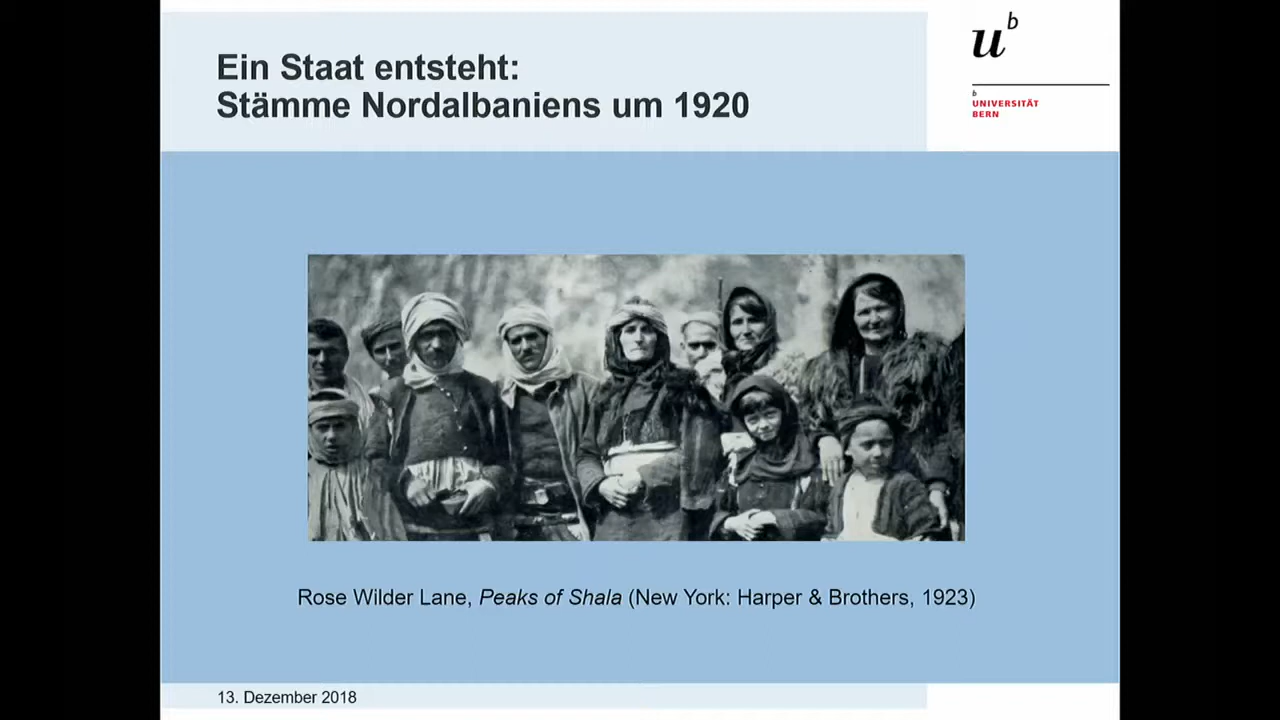 Ein Staat entsteht:
Stämme Nordalbaniens um 1920
u^b
b
UNIVERSITÄT
BERN
Rose Wilder Lane, Peaks of Shala (New York: Harper & Brothers, 1923)
13. Dezember 2018